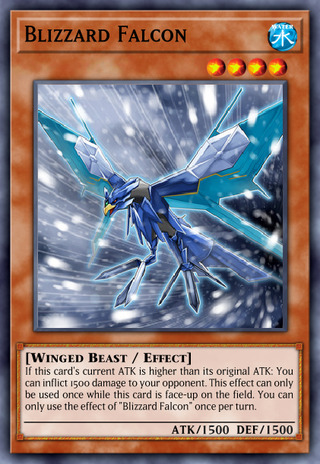 Blizzard Falcon
WATER
水
[Winged Beast / Effect]
If this card's current ATK is higher than its original ATK: You
can inflict 1500 damage to your opponent. This effect can only
be used once while this card is face-up on the field. You can
only use the effect of "Blizzard Falcon" once per turn.
ATK/1500 DEF/1500